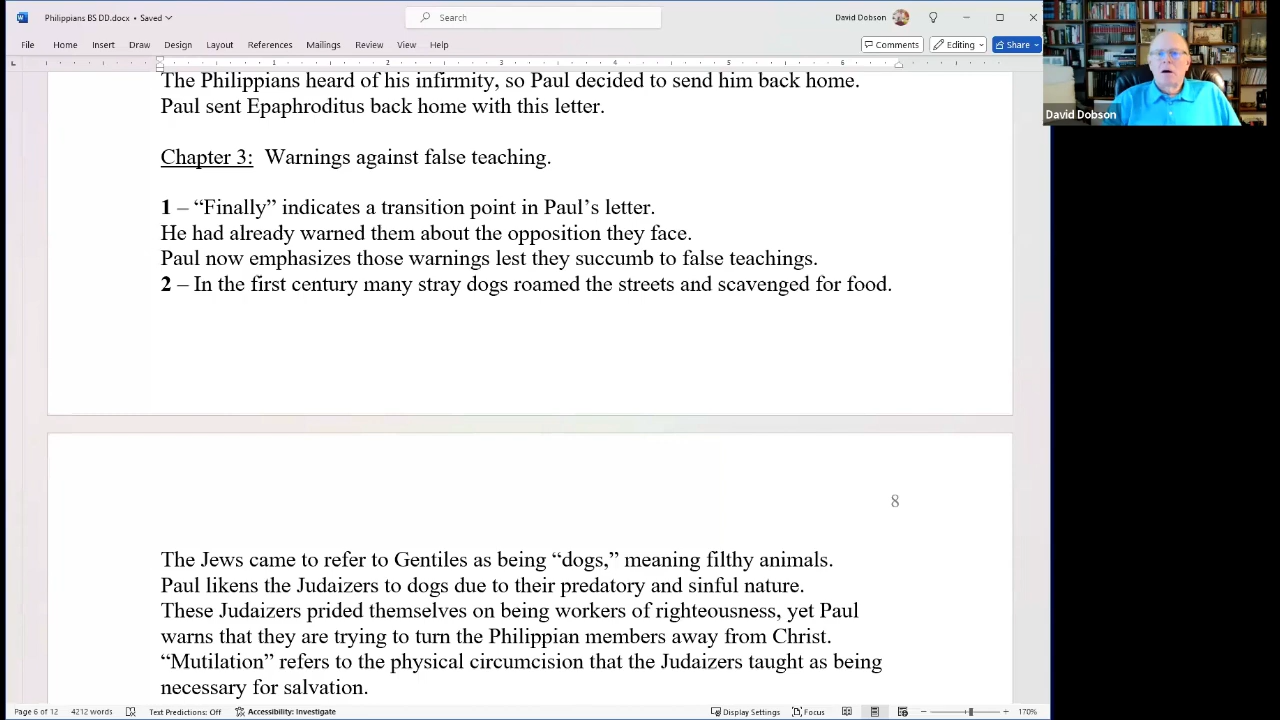 Philippians BS DD.docx • Saved
Search
David Dobson
File Home Insert Draw Design Layout References Mailings Review View Help
Comments Editing Share
1 2 3 4 5 6
The Philippians heard of his infirmity, so Paul decided to send him back home.
Paul sent Epaphroditus back home with this letter.
David Dobson
Chapter 3: Warnings against false teaching.
1 – “Finally” indicates a transition point in Paul’s letter.
He had already warned them about the opposition they face.
Paul now emphasizes those warnings lest they succumb to false teachings.
2 – In the first century many stray dogs roamed the streets and scavenged for food.
8
The Jews came to refer to Gentiles as being “dogs,” meaning filthy animals.
Paul likens the Judaizers to dogs due to their predatory and sinful nature.
These Judaizers prided themselves on being workers of righteousness, yet Paul
warns that they are trying to turn the Philippian members away from Christ.
“Mutilation” refers to the physical circumcision that the Judaizers taught as being
necessary for salvation.
Page 6 of 12 4212 words Text Predictions: Off Accessibility: Investigate Display Settings Focus 170%